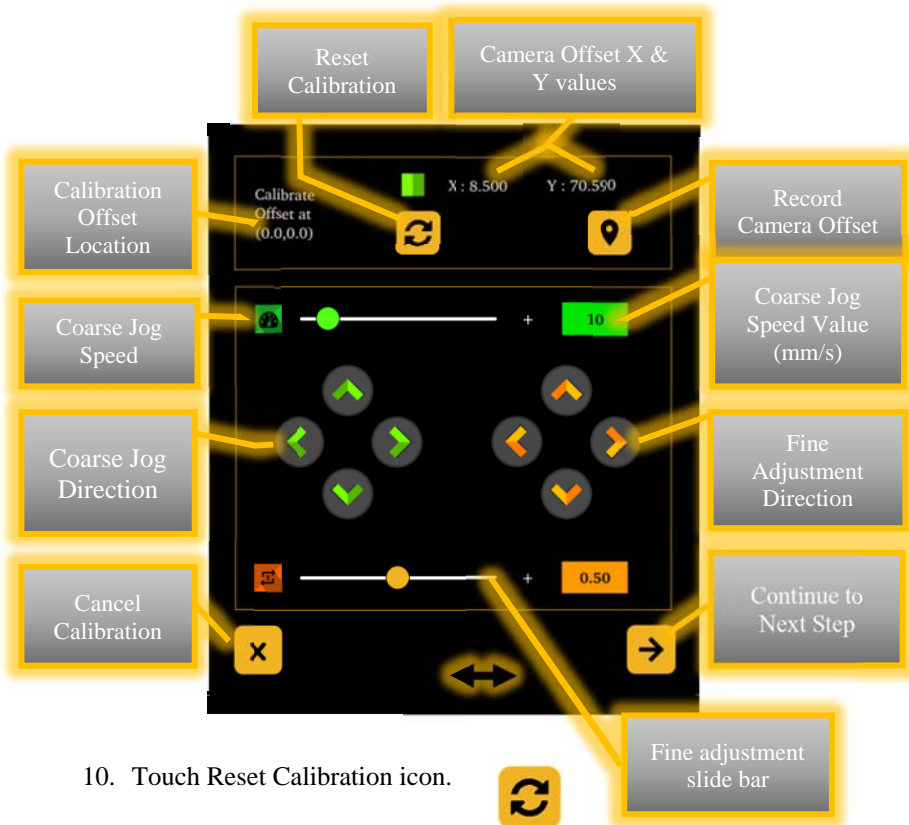 Reset
Calibration
Camera Offset X &
Y values
Calibration
Offset
Location
Calibrate
Offset at
(0.0,0.0)
X : 8.500
Y : 70.590
Record
Camera Offset
Coarse Jog
Speed
+
10
Coarse Jog
Speed Value
(mm/s)
Coarse Jog
Direction
Fine
Adjustment
Direction
+
0.50
Cancel
Calibration
Continue to
Next Step
Fine adjustment
slide bar
10. Touch Reset Calibration icon.